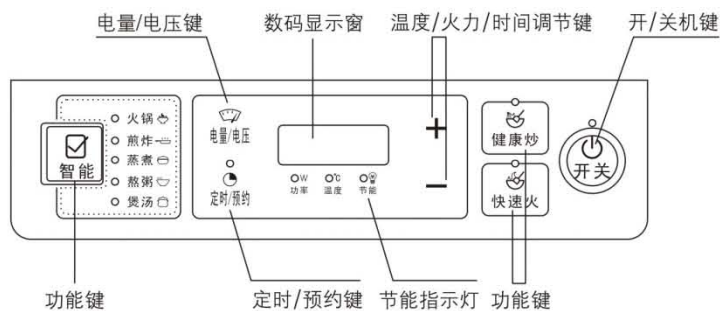 电量/电压键
数码显示窗
温度/火力/时间调节键
开/关机键
智能
火锅
煎炸
蒸煮
熬粥
煲汤
电量/电压
定时/预约
W
功率
℃
温度
节能
+
−
健康炒
快速火
开关
功能键
定时/预约键
节能指示灯
功能键